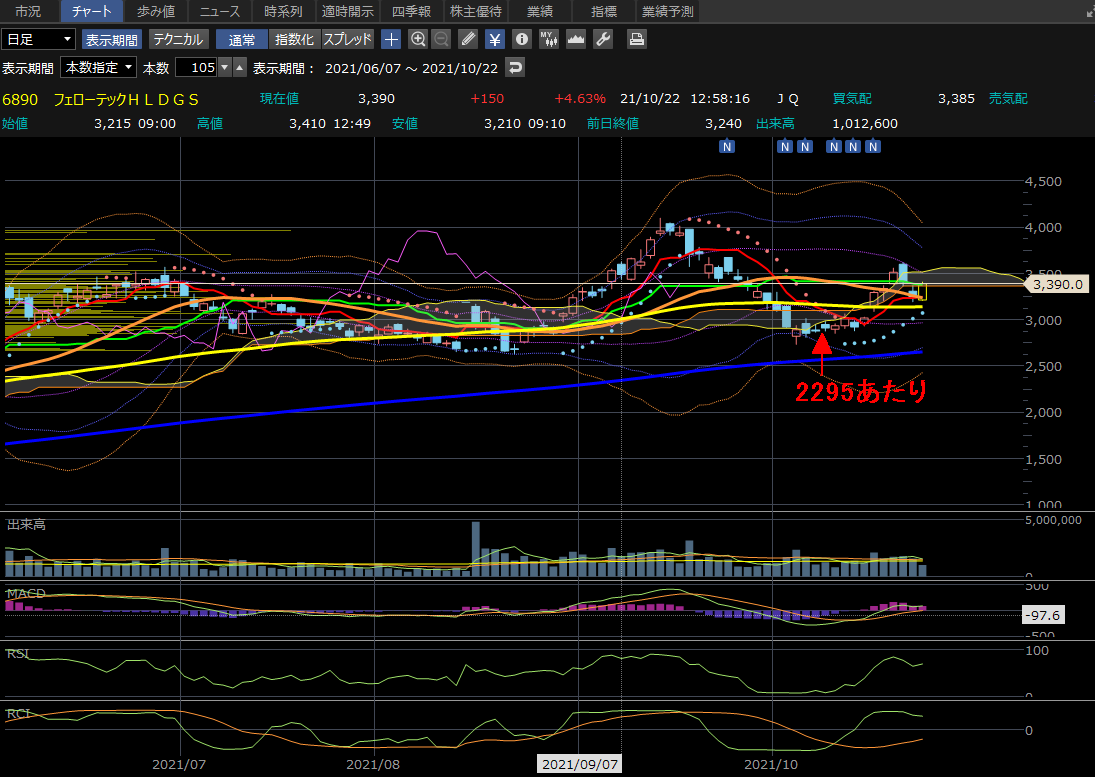 市況 チャート 歩み値 ニュース 時系列 適時開示 四季報 株主優待 業績 指標 業績予測
日足 表示期間 テクニカル 通常 指数化 スプレッド ¥ MY
表示期間 本数指定 本数 105 表示期間： 2021/06/07 ～ 2021/10/22
6890 フェローテックＨＬＤＧＳ 現在値 3,390 +150 +4.63% 21/10/22 12:58:16 ＪＱ 買気配 3,385 売気配
始値 3,215 09:00 高値 3,410 12:49 安値 3,210 09:10 前日終値 3,240 出来高 1,012,600
N N N N N N
4,500
4,000
3,500
3,390.0
3,000
2,500
2295あたり
2,000
1,500
1,000
出来高 5,000,000
0
MACD 500
-97.6
-500
RSI 100
0
RCI
0
2021/07 2021/08 2021/09/07 2021/10